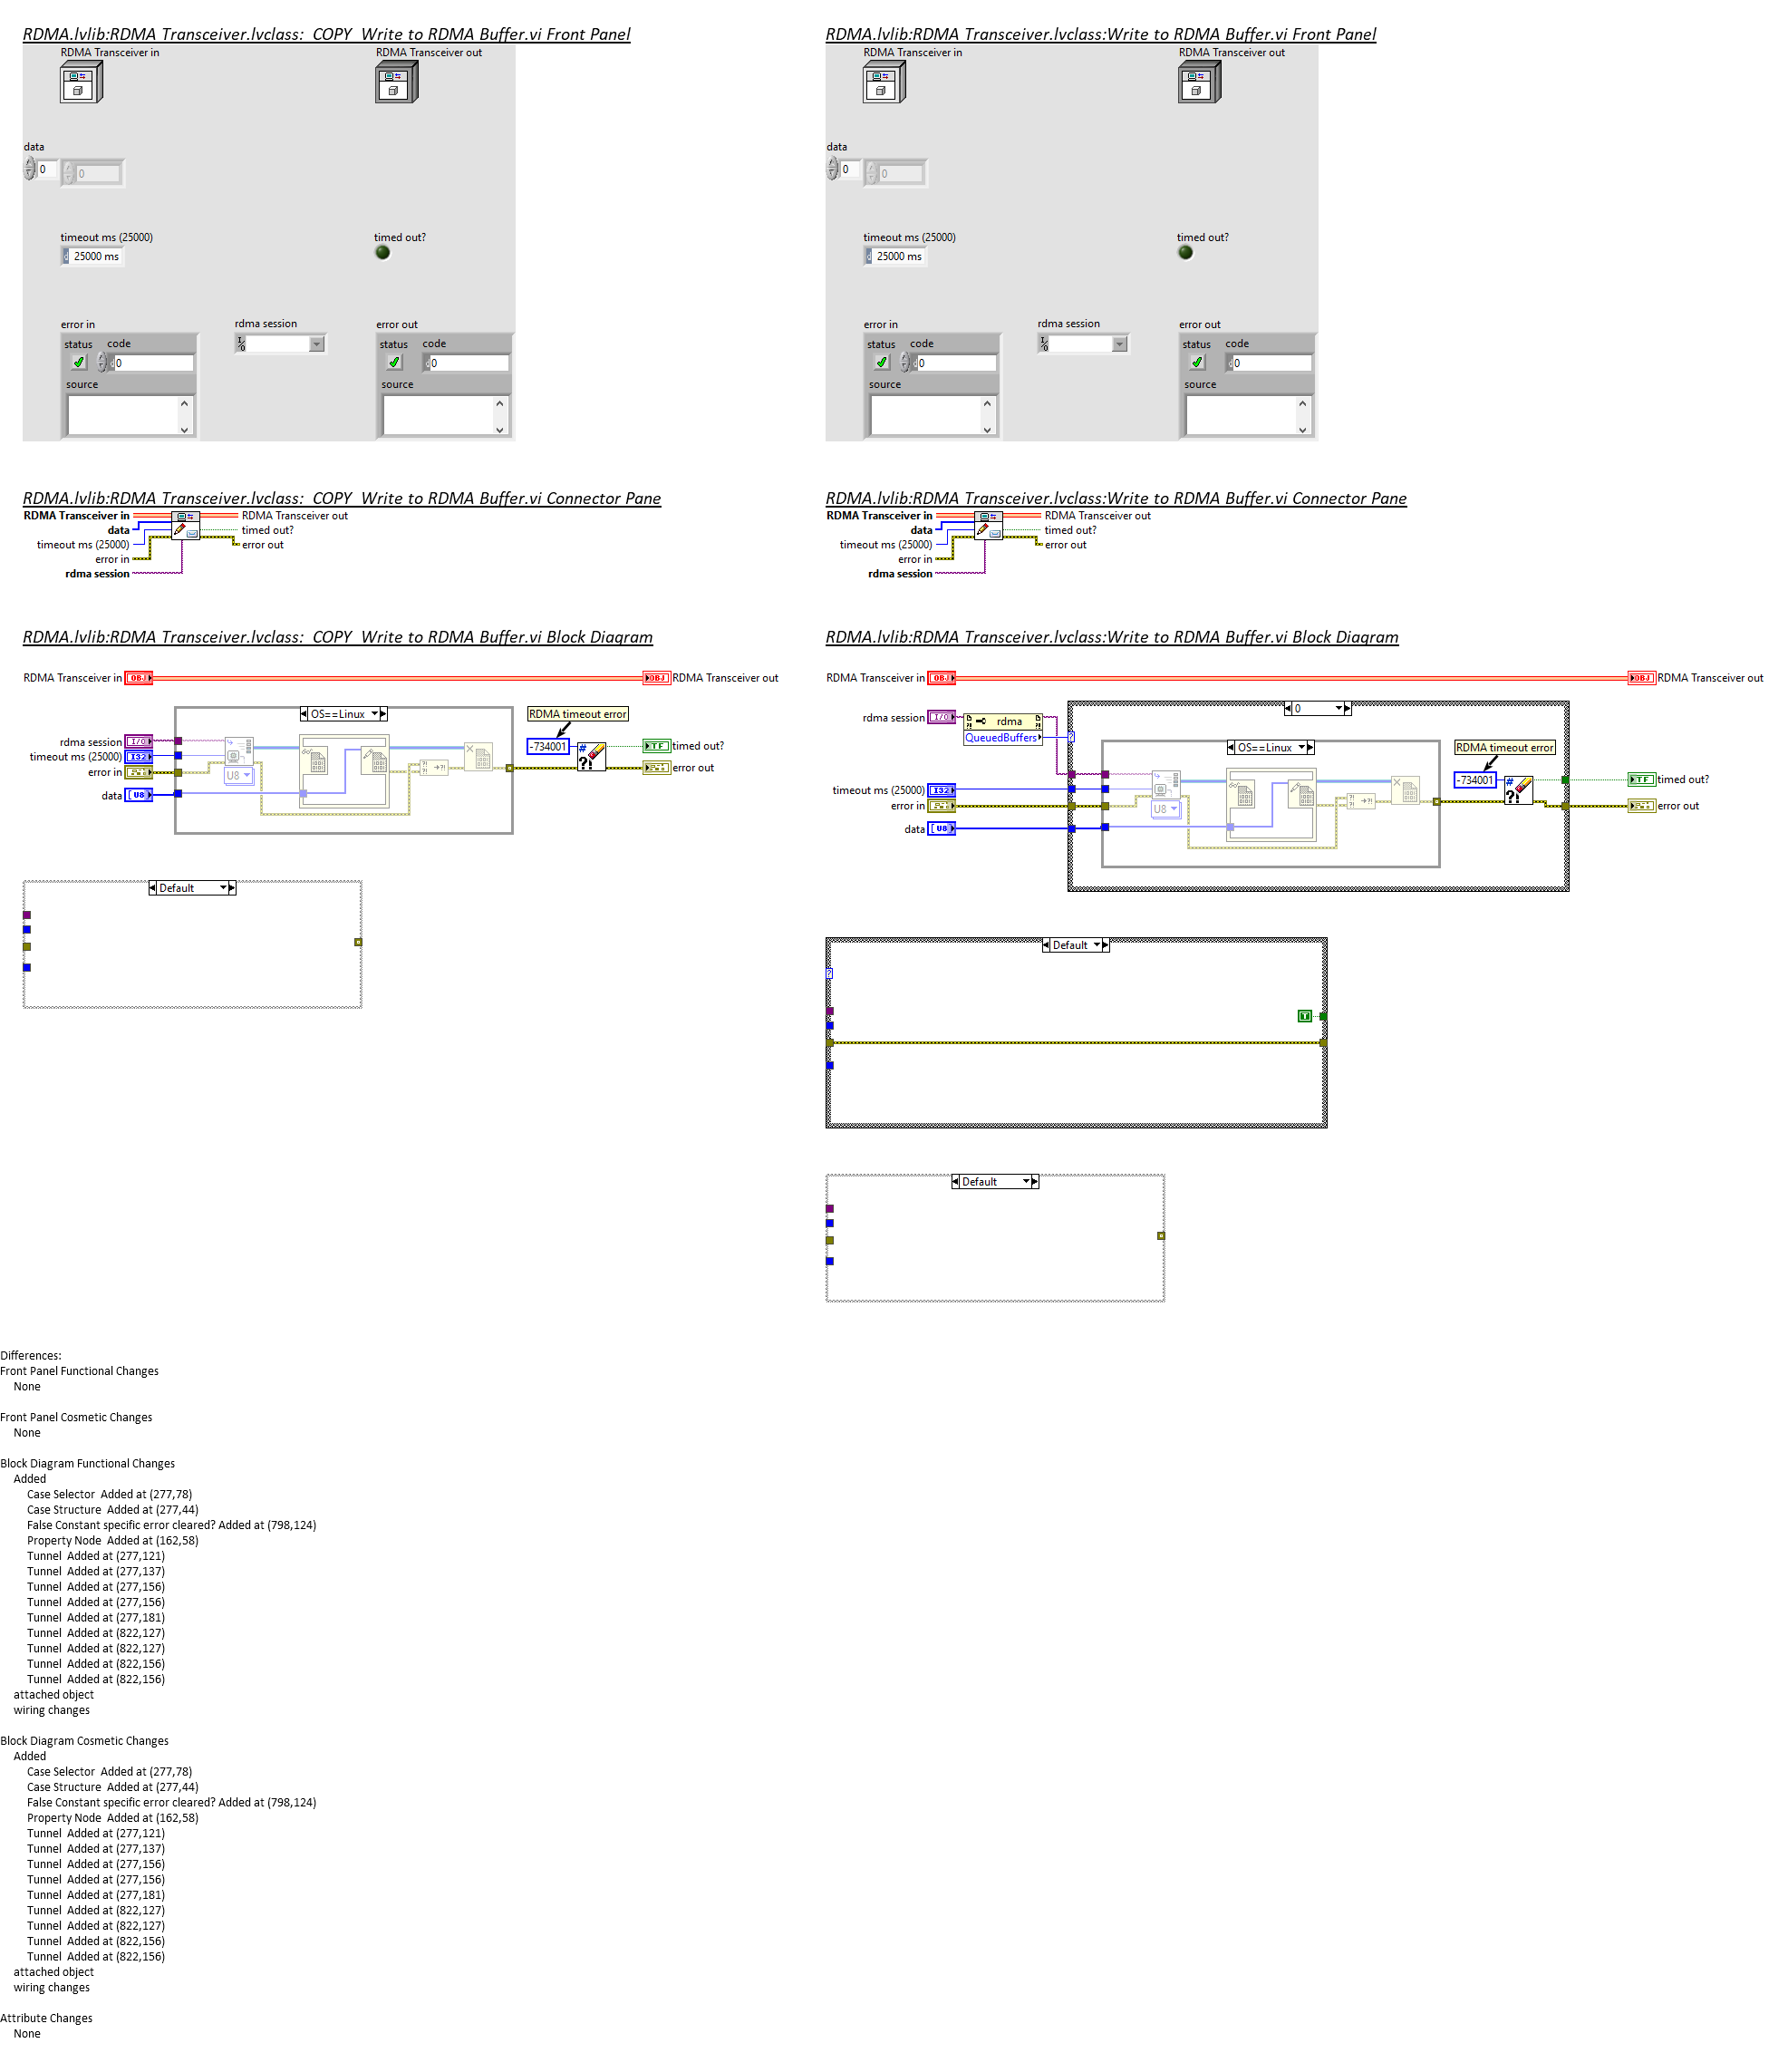 RDMA.lvlib:RDMA Transceiver.lvclass:_COPY_Write to RDMA Buffer.vi Front Panel
RDMA Transceiver in
RDMA Transceiver out
data
0
0
timeout ms (25000)
timed out?
d 25000 ms
error in
rdma session
error out
status code
status code
0
0
source
source
RDMA.lvlib:RDMA Transceiver.lvclass:Write to RDMA Buffer.vi Front Panel
RDMA Transceiver in
RDMA Transceiver out
data
0
0
timeout ms (25000)
timed out?
d 25000 ms
error in
rdma session
error out
status code
status code
0
0
source
source
RDMA.lvlib:RDMA Transceiver.lvclass:_COPY_Write to RDMA Buffer.vi Connector Pane
RDMA Transceiver in
RDMA Transceiver out
data
timed out?
timeout ms (25000)
error out
error in
rdma session
RDMA.lvlib:RDMA Transceiver.lvclass:Write to RDMA Buffer.vi Connector Pane
RDMA Transceiver in
RDMA Transceiver out
data
timed out?
timeout ms (25000)
error out
error in
rdma session
RDMA.lvlib:RDMA Transceiver.lvclass:_COPY_Write to RDMA Buffer.vi Block Diagram
RDMA Transceiver in OBJ
OBJ RDMA Transceiver out
OS==Linux
RDMA timeout error
rdma session I/O
-734001
TF timed out?
timeout ms (25000) I32
error in
error out
U8
data [U8]
Default
RDMA.lvlib:RDMA Transceiver.lvclass:Write to RDMA Buffer.vi Block Diagram
RDMA Transceiver in OBJ
OBJ RDMA Transceiver out
0
rdma session I/O
rdma
QueuedBuffers
?
OS==Linux
RDMA timeout error
-734001
TF timed out?
timeout ms (25000) I32
error in
error out
U8
data [U8]
Default
?
T
Default
Differences:
Front Panel Functional Changes
None
Front Panel Cosmetic Changes
None
Block Diagram Functional Changes
Added
Case Selector  Added at (277,78)
Case Structure  Added at (277,44)
False Constant specific error cleared? Added at (798,124)
Property Node  Added at (162,58)
Tunnel  Added at (277,121)
Tunnel  Added at (277,137)
Tunnel  Added at (277,156)
Tunnel  Added at (277,156)
Tunnel  Added at (277,181)
Tunnel  Added at (822,127)
Tunnel  Added at (822,127)
Tunnel  Added at (822,156)
Tunnel  Added at (822,156)
attached object
wiring changes
Block Diagram Cosmetic Changes
Added
Case Selector  Added at (277,78)
Case Structure  Added at (277,44)
False Constant specific error cleared? Added at (798,124)
Property Node  Added at (162,58)
Tunnel  Added at (277,121)
Tunnel  Added at (277,137)
Tunnel  Added at (277,156)
Tunnel  Added at (277,156)
Tunnel  Added at (277,181)
Tunnel  Added at (822,127)
Tunnel  Added at (822,127)
Tunnel  Added at (822,156)
Tunnel  Added at (822,156)
attached object
wiring changes
Attribute Changes
None